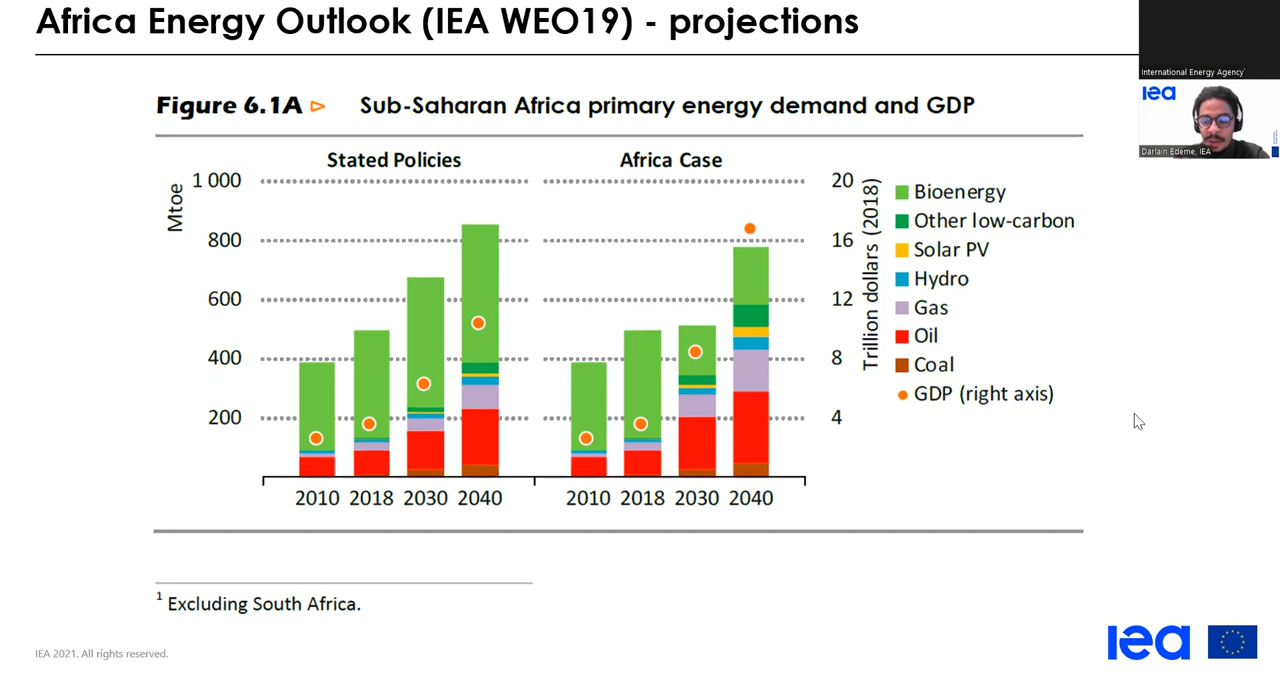 Africa Energy Outlook (IEA WEO19) - projections
International Energy Agency
iea
Darlain Edeme, IEA
Figure 6.1A ▻ Sub-Saharan Africa primary energy demand and GDP
Stated Policies
Africa Case
Mtoe
1 000
800
600
400
200
2010 2018 2030 2040
2010 2018 2030 2040
20
16
12
8
4
Trillion dollars (2018)
Bioenergy
Other low-carbon
Solar PV
Hydro
Gas
Oil
Coal
GDP (right axis)
1 Excluding South Africa.
IEA 2021. All rights reserved.
iea